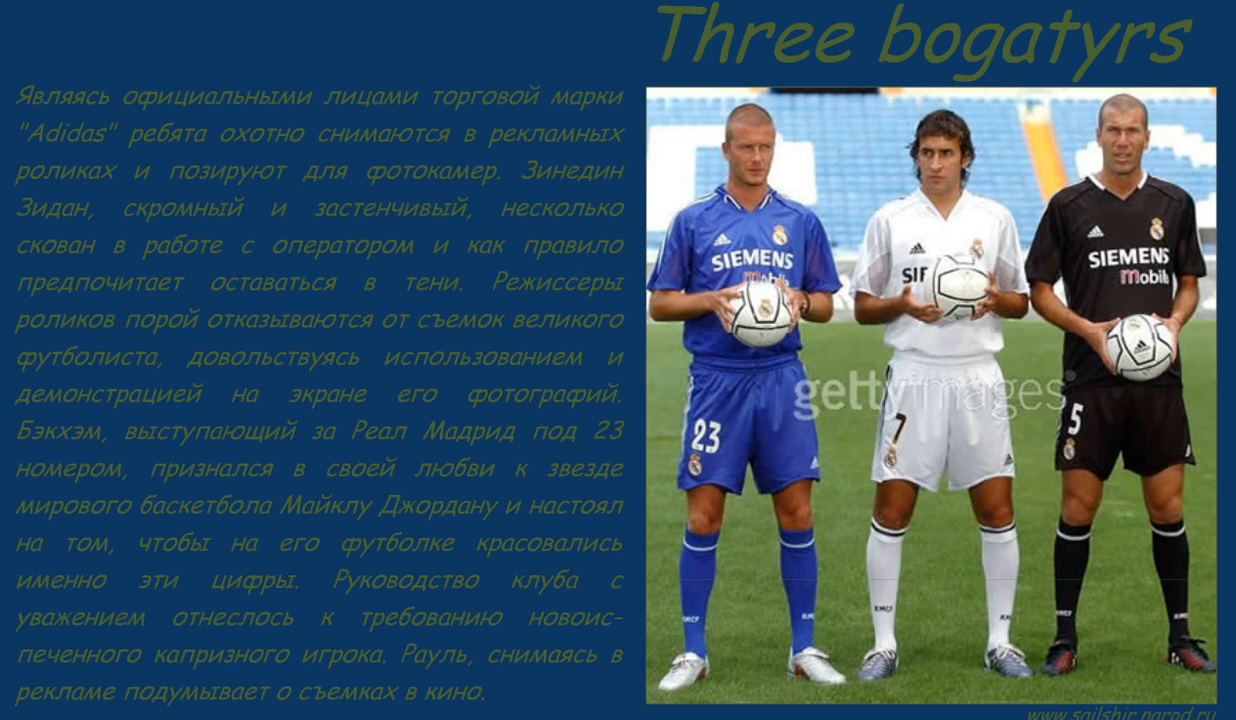 Three bogatyrs
Являясь официальными лицами торговой марки
"Adidas" ребята охотно снимаются в рекламных
роликах и позируют для фотокамер. Зинедин
Зидан, скромный и застенчивый, несколько
скован в работе с оператором и как правило
предпочитает оставаться в тени. Режиссеры
роликов порой отказываются от съемок великого
футболиста, довольствуясь использованием и
демонстрацией на экране его фотографий.
Бэкхэм, выступающий за Реал Мадрид под 23
номером, признался в своей любви к звезде
мирового баскетбола Майклу Джордану и настоял
на том, чтобы на его футболке красовались
именно эти цифры. Руководство клуба с
уважением отнеслось к требованию новоис-
печенного капризного игрока. Рауль, снимаясь в
рекламе подумывает о съемках в кино.
SIEMENS
mobile
SIE
SIEMENS
mobile
gettyimages®
23
7
5
RMCF
RMCF
RMCF
www.sailshir.narod.ru